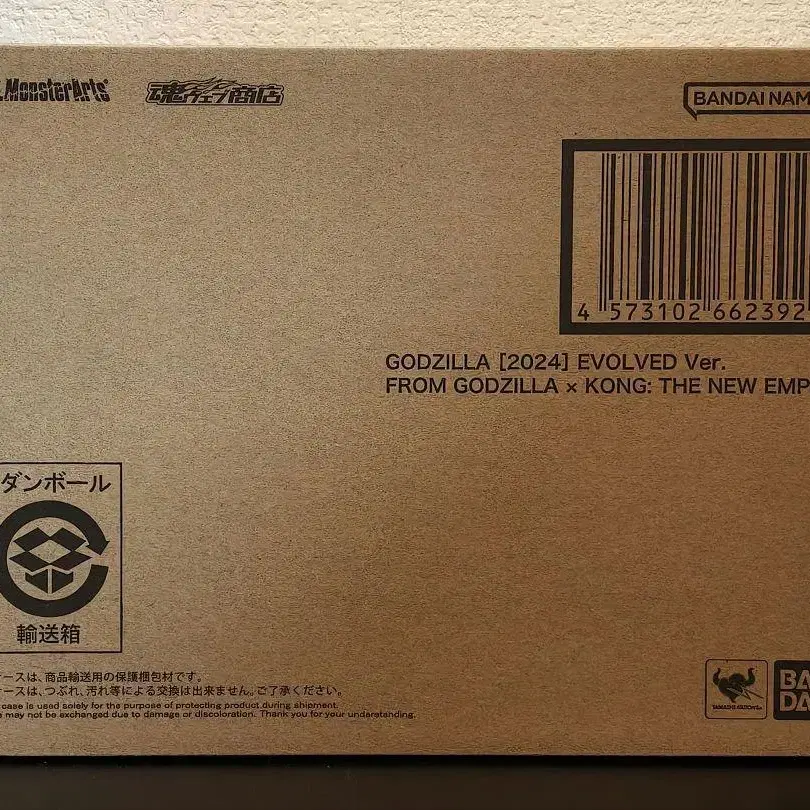 .MonsterArts
魂ウェブ商店
BANDAI NAM
4 573102 662392
GODZILLA [2024] EVOLVED Ver.
FROM GODZILLA × KONG: THE NEW EMP
ダンボール
輸送箱
ースは、商品輸送用の保護梱包材です。
ースは、つぶれ、汚れ等による交換は出来ません。ご了承ください。
case is used solely for the purpose of protecting product during shipment.
e may not be exchanged due to damage or discoloration. Thank you for your understanding.
TAMASHII NATIONS
BA
DA